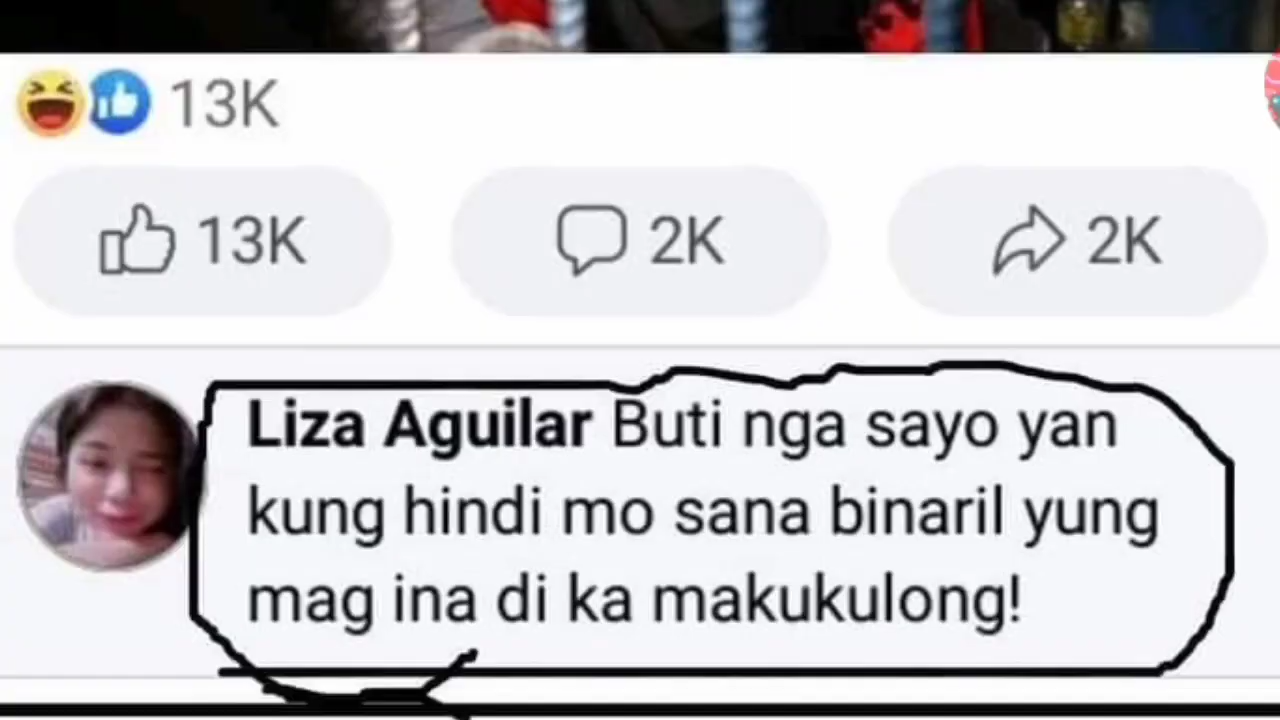 13K
13K 2K 2K
Liza Aguilar Buti nga sayo yan
kung hindi mo sana binaril yung
mag ina di ka makukulong!